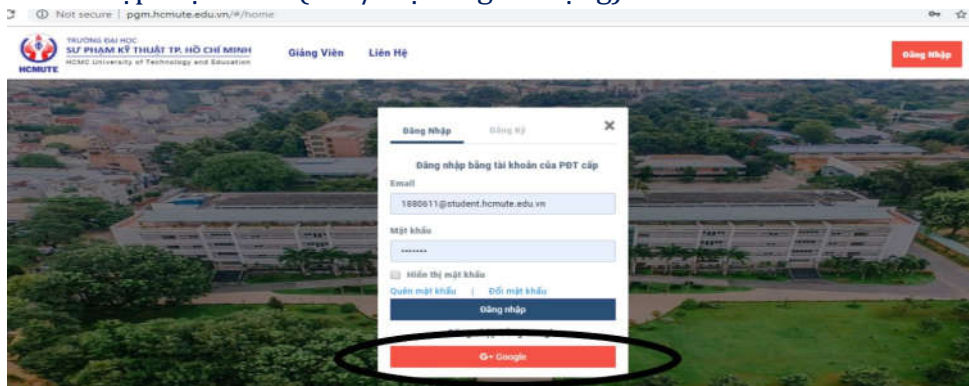 Not secure | pgm.hcmute.edu.vn/#/home
TRƯỜNG ĐẠI HỌC
SƯ PHẠM KỸ THUẬT TP. HỒ CHÍ MINH
HCMC University of Technology and Education
HCMUTE
Giảng Viên Liên Hệ
Đăng Nhập
Đăng Nhập Đăng Ký
Đăng nhập bằng tài khoản của PĐT cấp
Email
1880611@student.hcmute.edu.vn
Mật khẩu
•••••••
Hiển thị mật khẩu
Quên mật khẩu | Đổi mật khẩu
Đăng nhập
G+ Google